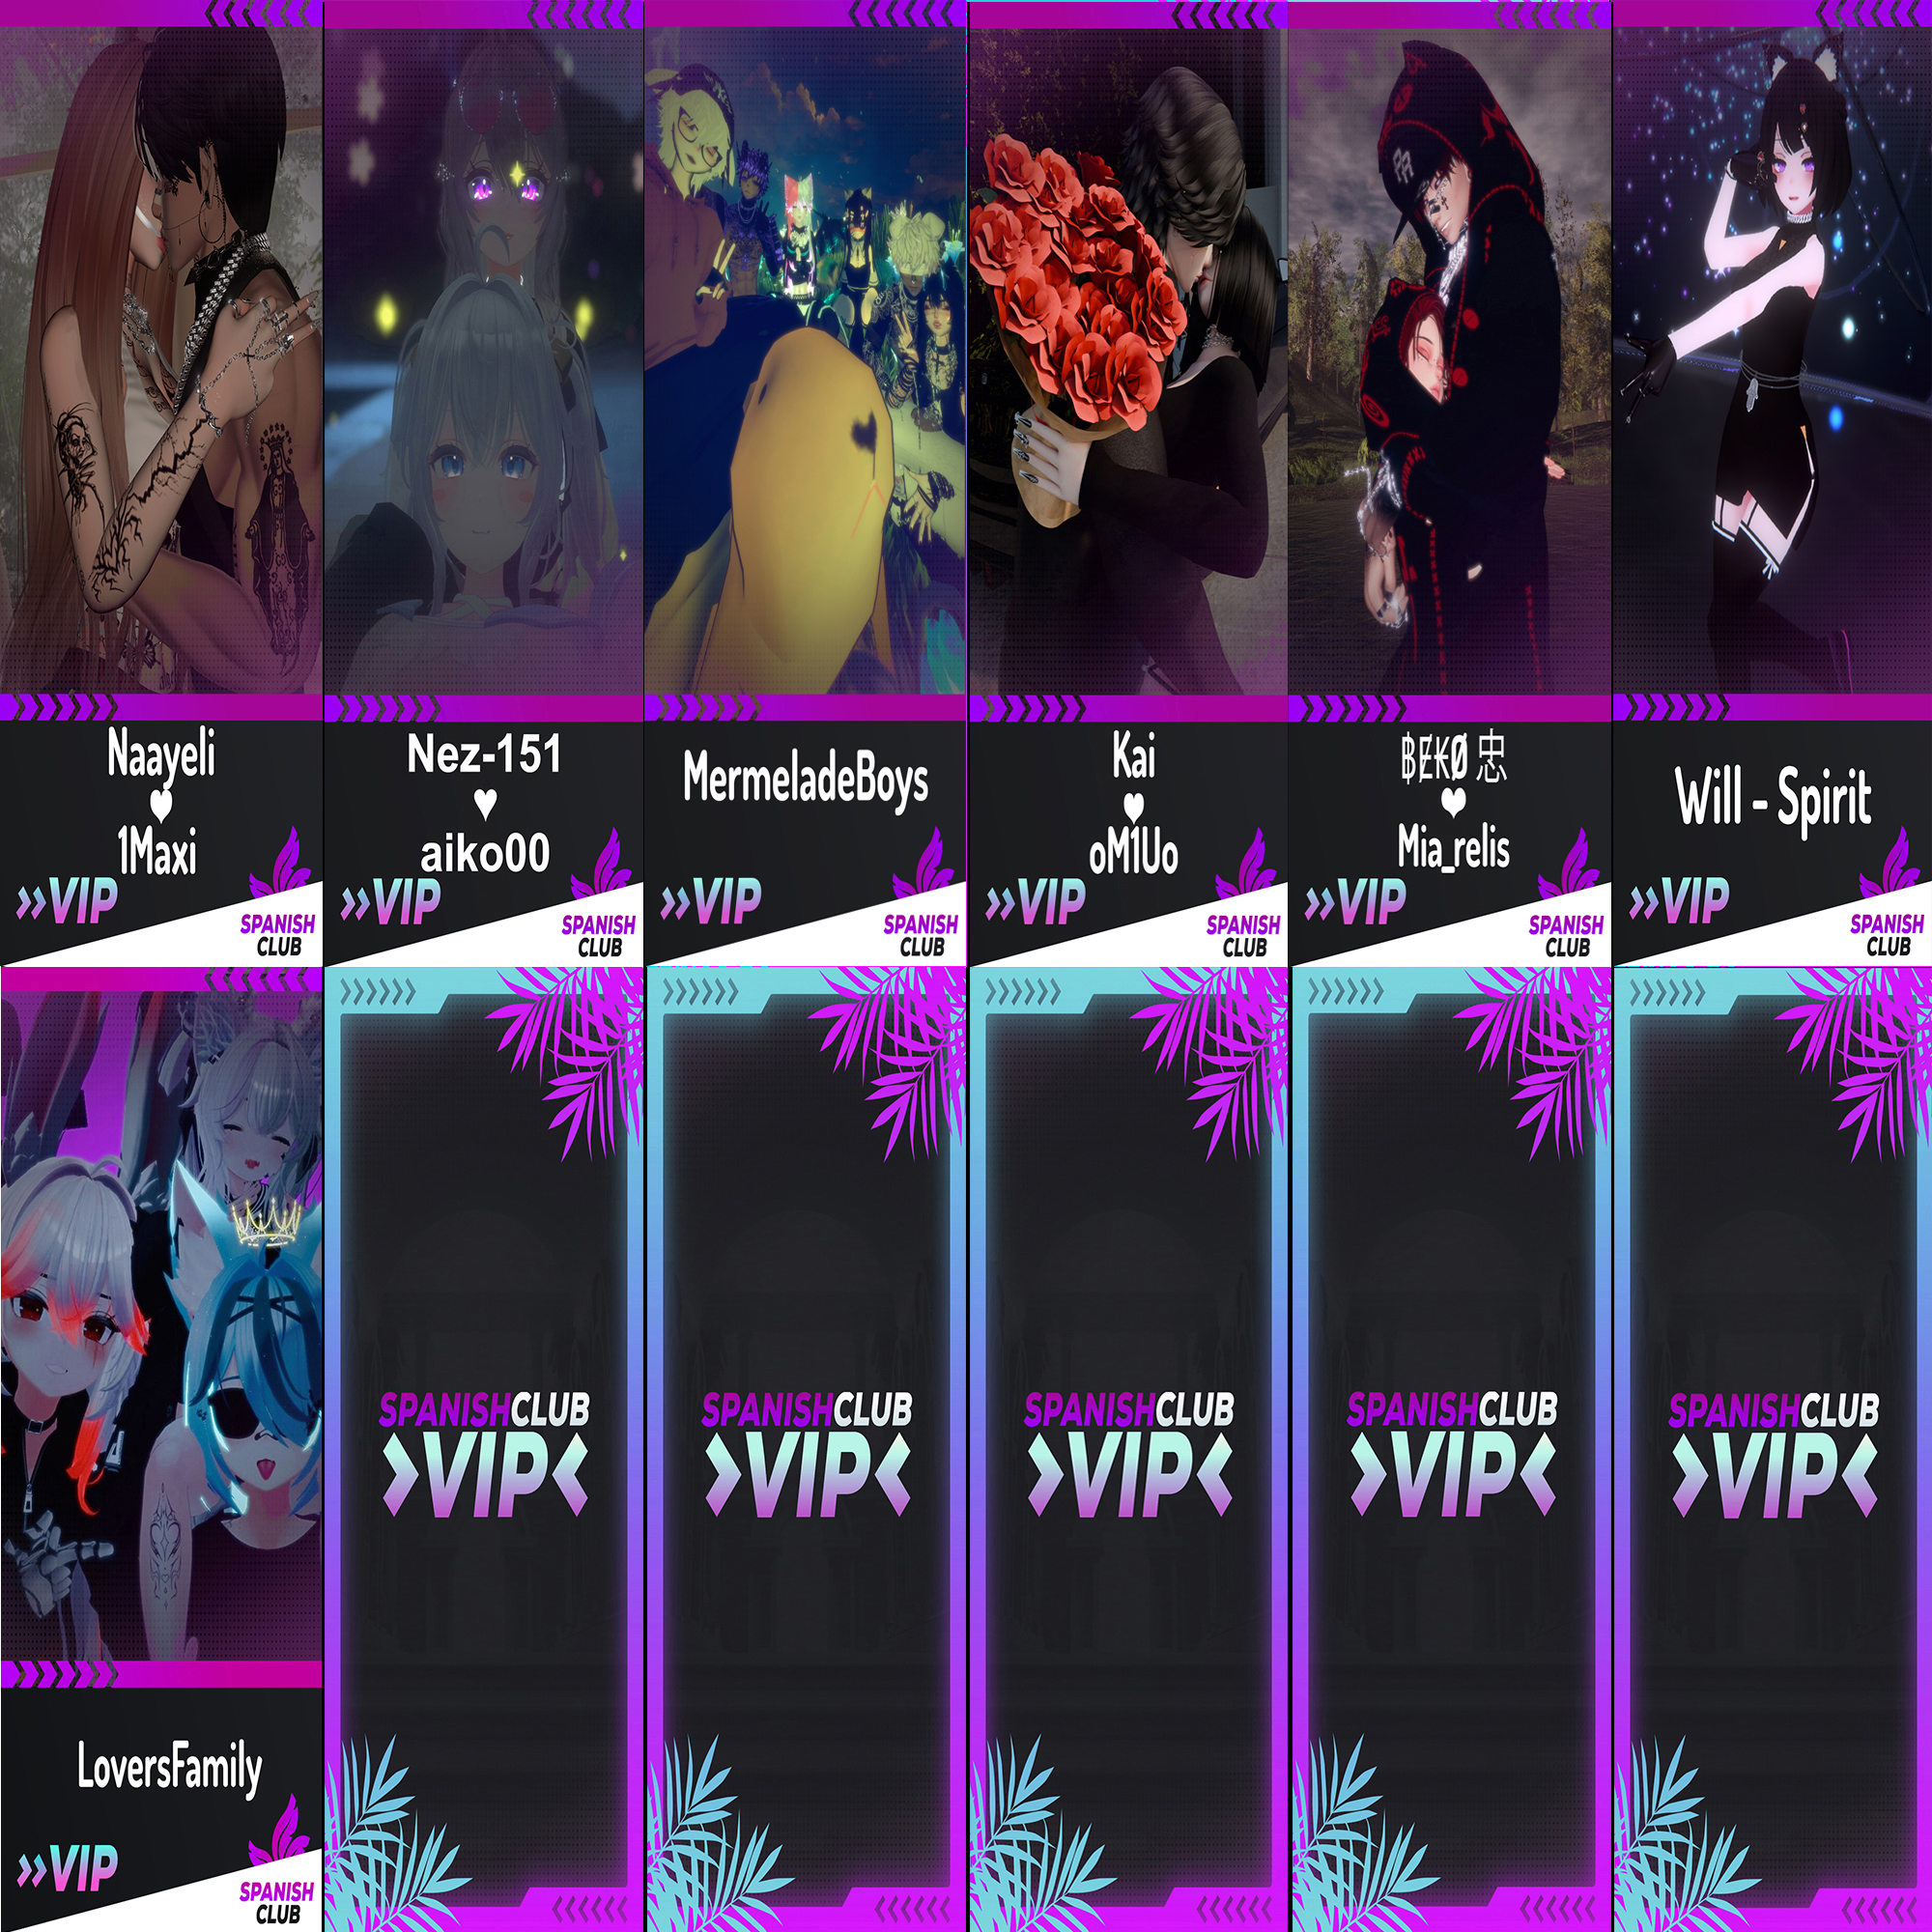 Naayeli
♥
1Maxi
»VIP
SPANISH
CLUB
Nez-151
♥
aiko00
»VIP
SPANISH
CLUB
MermeladeBoys
»VIP
SPANISH
CLUB
Kai
♥
oM1Uo
»VIP
SPANISH
CLUB
฿ɆꝀØ 忠
♥
Mia_relis
»VIP
SPANISH
CLUB
Will - Spirit
»VIP
SPANISH
CLUB
LoversFamily
»VIP
SPANISH
CLUB
SPANISHCLUB
VIP
SPANISHCLUB
VIP
SPANISHCLUB
VIP
SPANISHCLUB
VIP
SPANISHCLUB
VIP